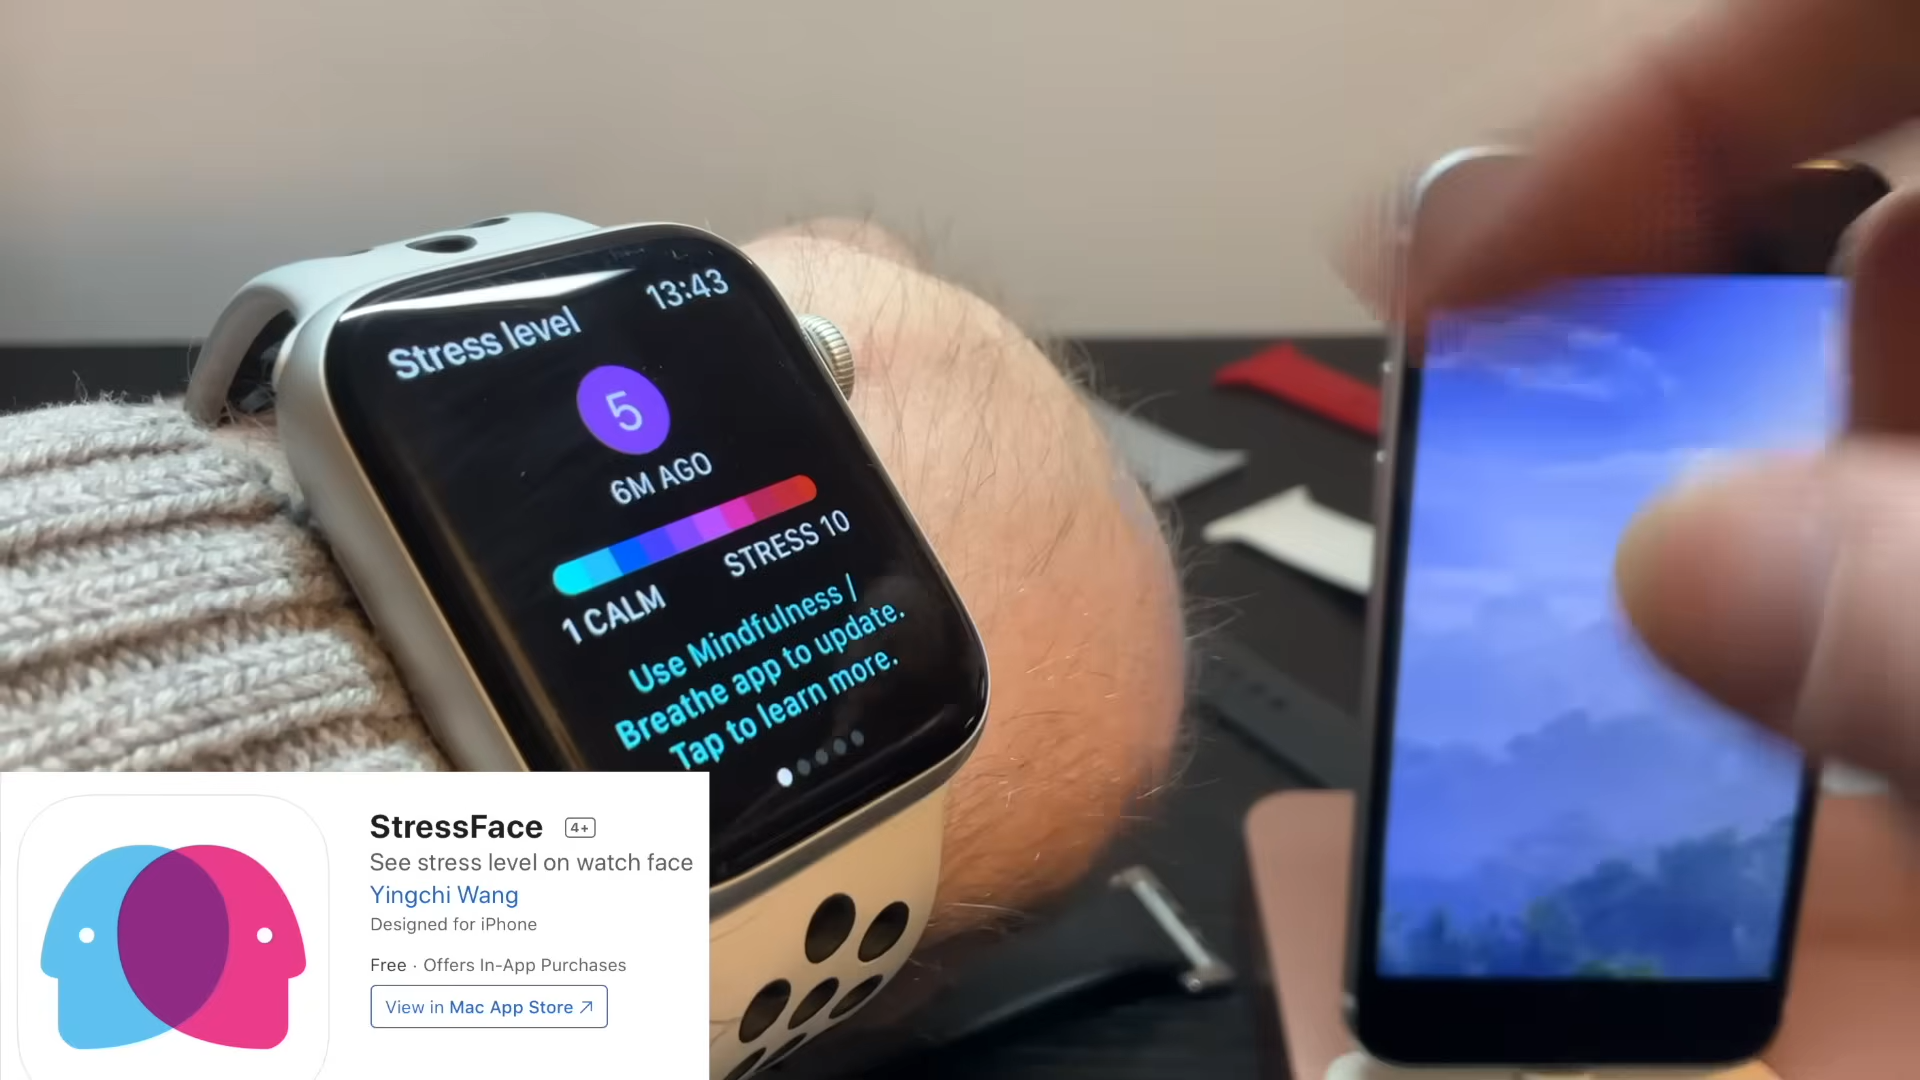 13:43
Stress level
5
6M AGO
STRESS 10
1 CALM
Use Mindfulness /
Breathe app to update.
Tap to learn more.
StressFace 4+
See stress level on watch face
Yingchi Wang
Designed for iPhone
Free · Offers In-App Purchases
View in Mac App Store ↗